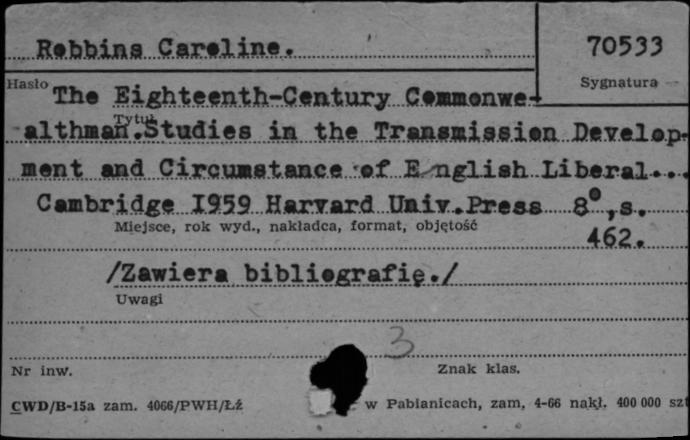 Robbins Caroline.
70533
Hasło
Sygnatura
The Eighteenth-Century Commonwe-
Tytuł
althman.Studies in the Transmission Develop-
ment and Circumstance of E nglish Liberal...
Cambridge 1959 Harvard Univ.Press 8°,s.
Miejsce, rok wyd., nakładca, format, objętość
462.
/Zawiera bibliografię./
Uwagi
3
Nr inw.
Znak klas.
CWD/B-15a zam. 4066/PWH/Łź
w Pabianicach, zam, 4-66 nakł. 400 000 szt